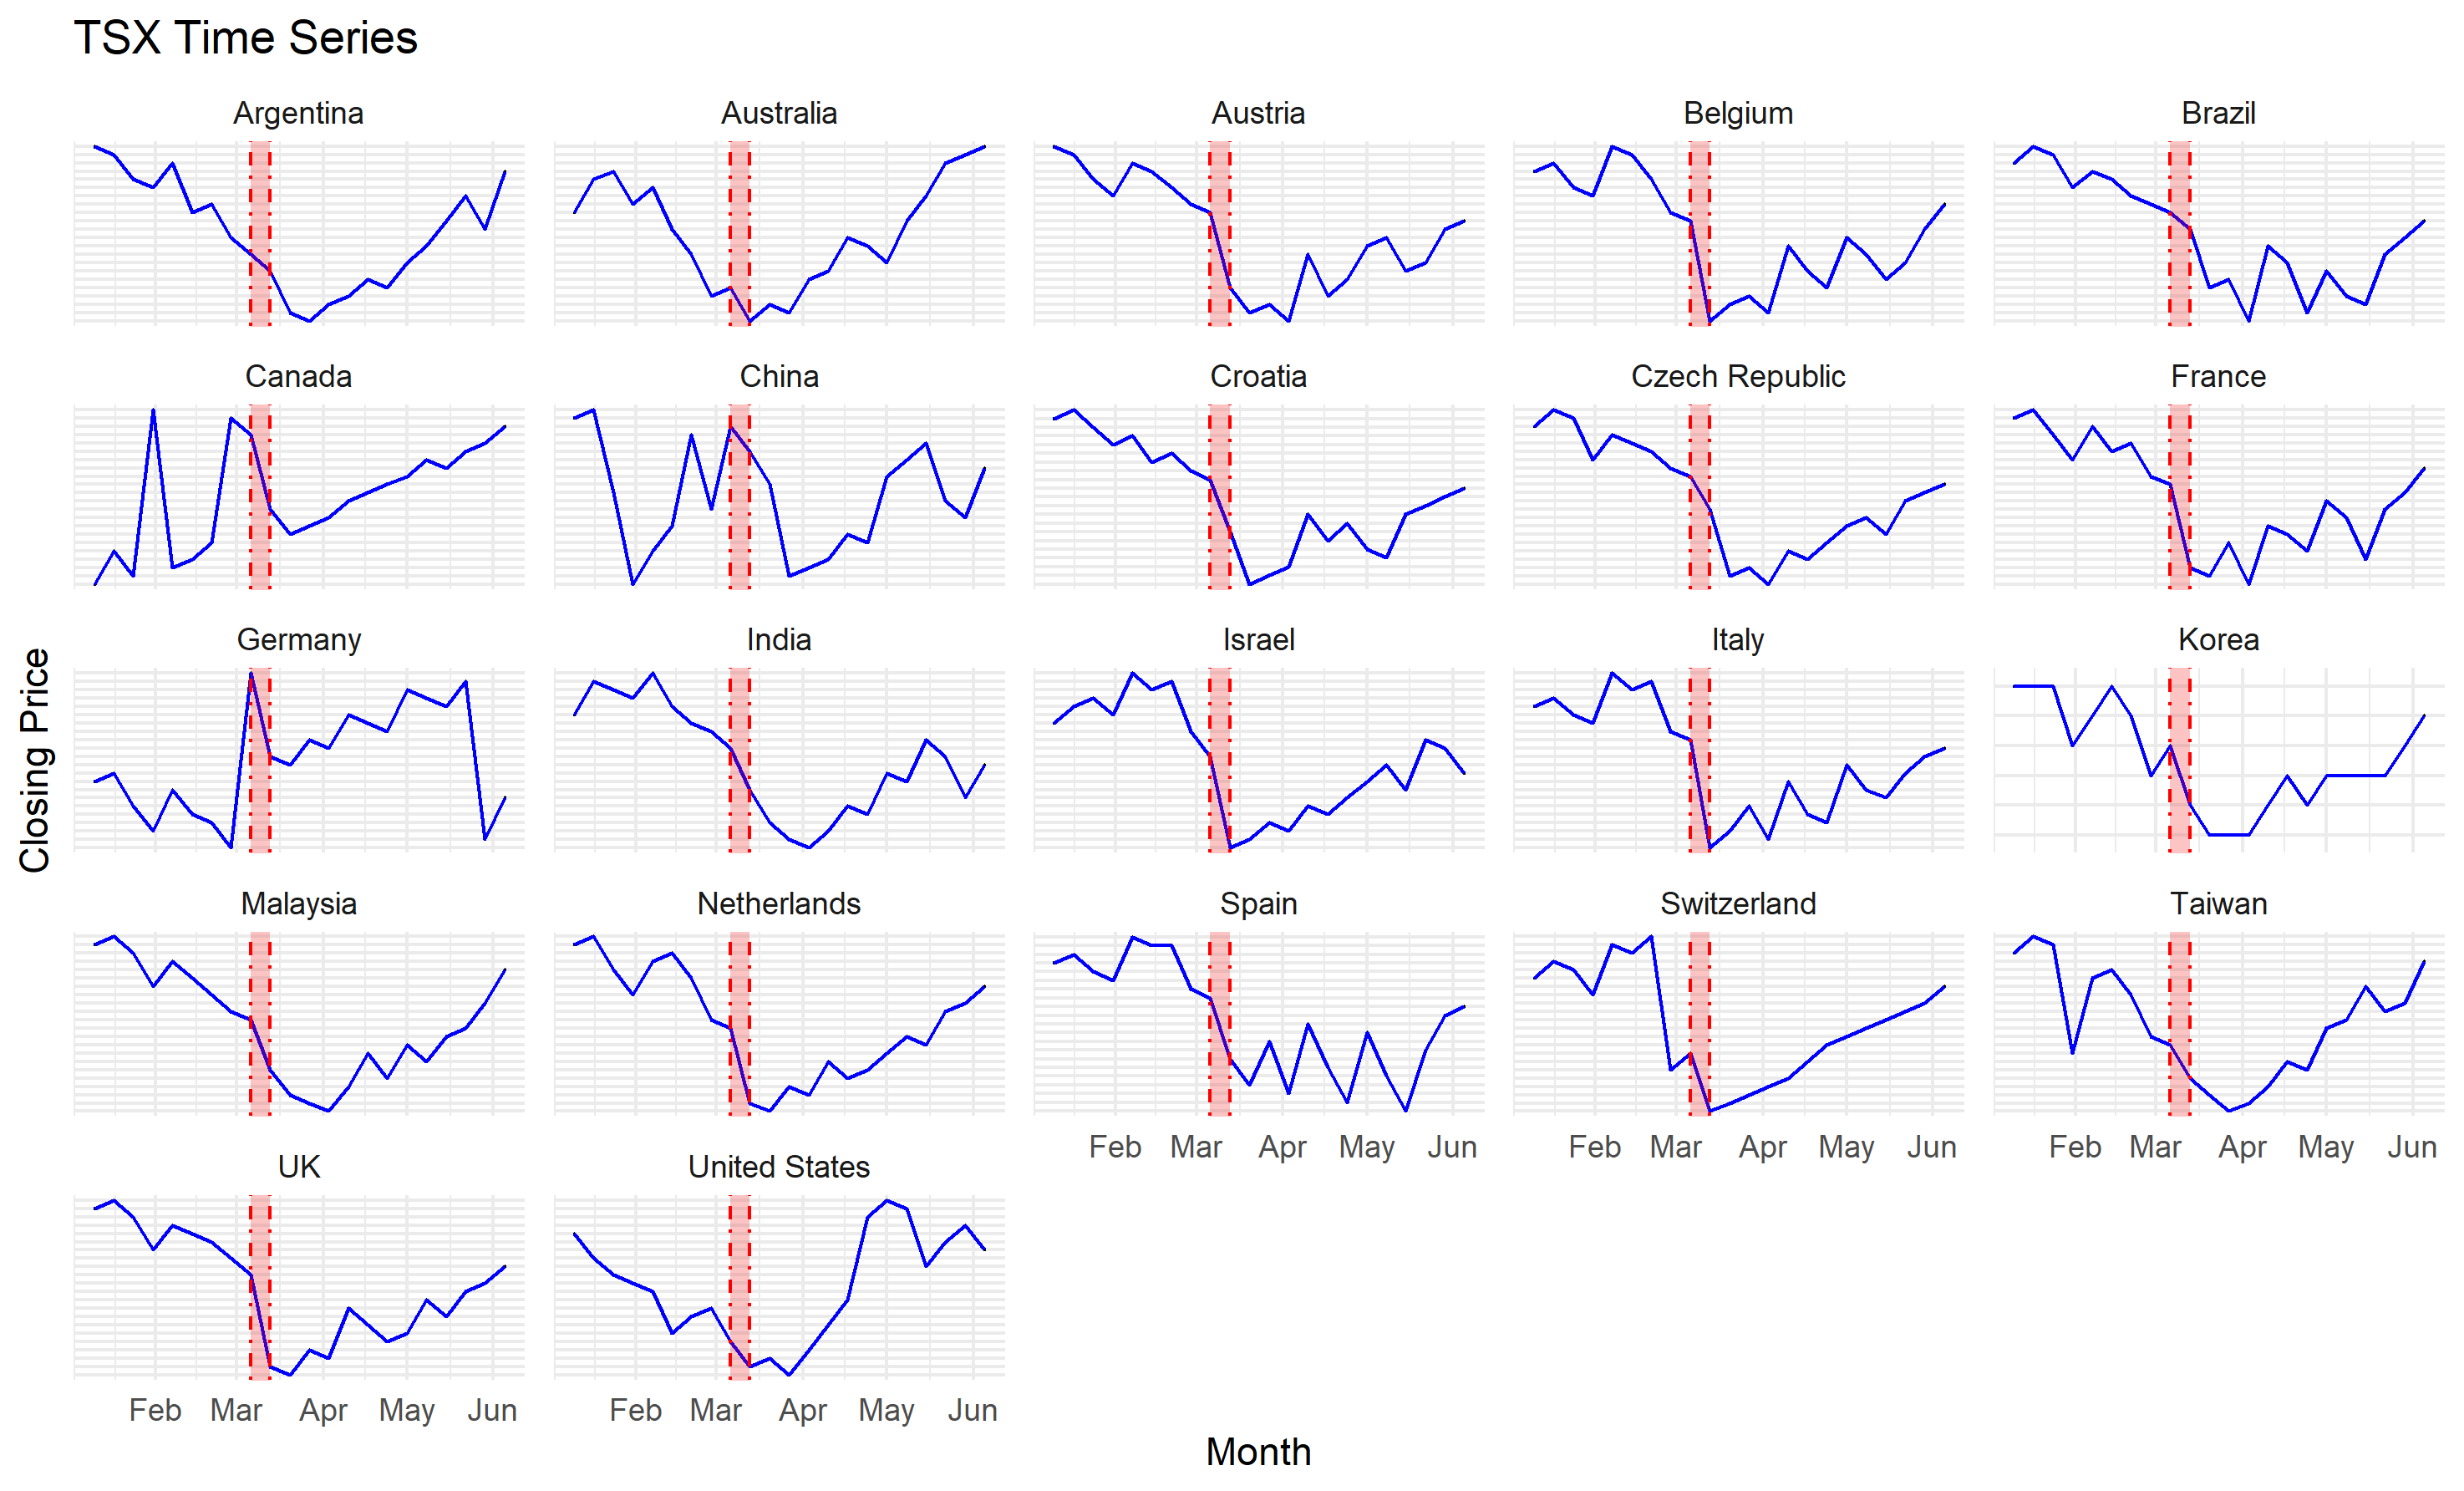 TSX Time Series
Argentina
Australia
Austria
Belgium
Brazil
Canada
China
Croatia
Czech Republic
France
Germany
India
Israel
Italy
Korea
Closing Price
Malaysia
Netherlands
Spain
Switzerland
Taiwan
Feb Mar Apr May Jun
Feb Mar Apr May Jun
Feb Mar Apr May Jun
UK
United States
Feb Mar Apr May Jun
Feb Mar Apr May Jun
Month